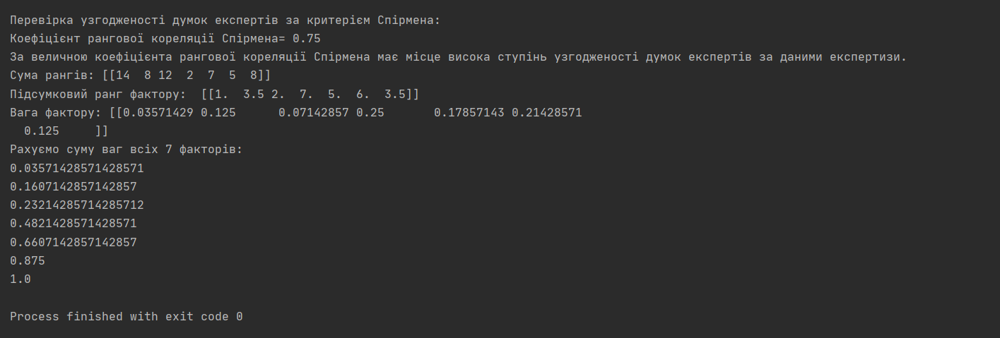 Перевірка узгодженості думок експертів за критерієм Спірмена:
Коефіцієнт рангової кореляції Спірмена= 0.75
За величною коефіцієнта рангової кореляції Спірмена має місце висока ступінь узгодженості думок експертів за даними експертизи.
Сума рангів: [[14  8 12  2  7  5  8]]
Підсумковий ранг фактору:  [[1.  3.5 2.  7.  5.  6.  3.5]]
Вага фактору: [[0.03571429 0.125      0.07142857 0.25       0.17857143 0.21428571
  0.125     ]]
Рахуємо суму ваг всіх 7 факторів:
0.03571428571428571
0.1607142857142857
0.23214285714285712
0.4821428571428571
0.6607142857142857
0.875
1.0
Process finished with exit code 0